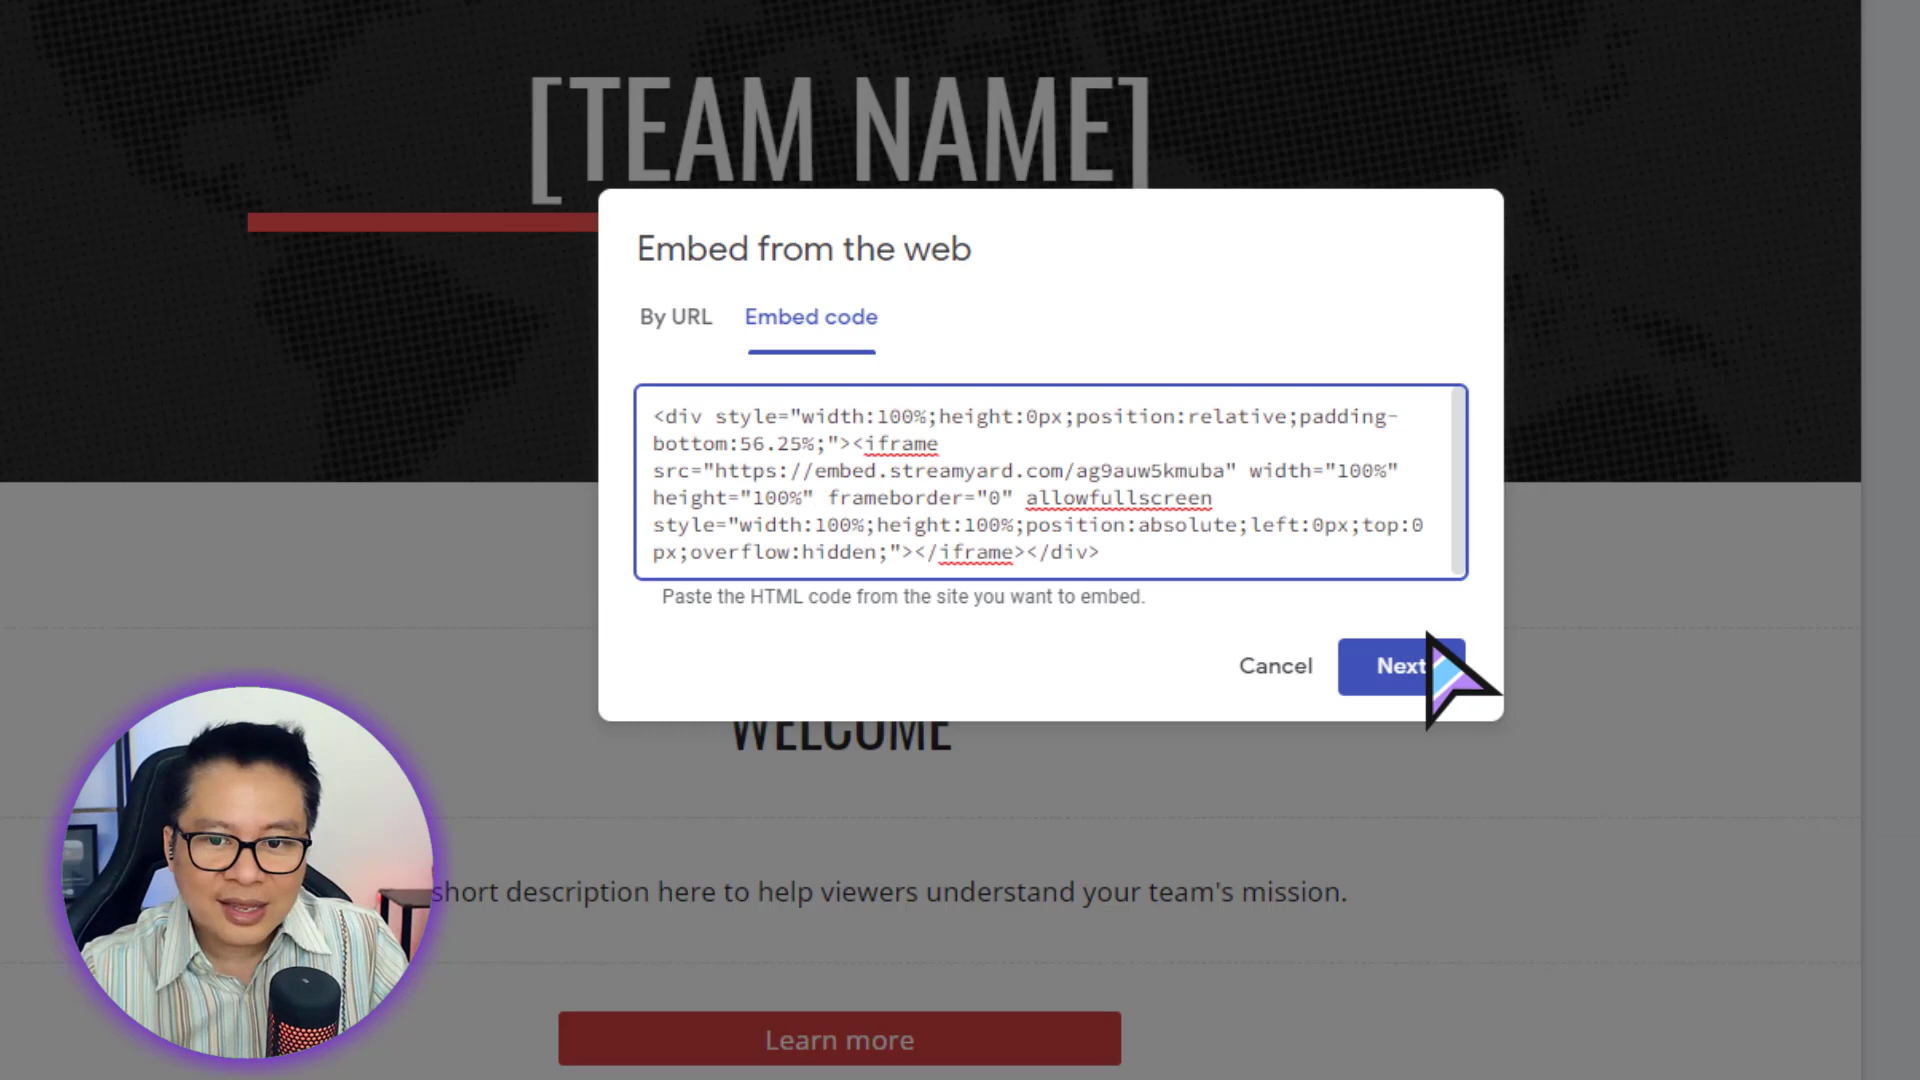 [TEAM NAME]
Embed from the web
By URL
Embed code
<div style="width:100%;height:0px;position:relative;padding-
bottom:56.25%;"><iframe
src="https://embed.streamyard.com/ag9auw5kmuba" width="100%"
height="100%" frameborder="0" allowfullscreen
style="width:100%;height:100%;position:absolute;left:0px;top:0
px;overflow:hidden;"></iframe></div>
Paste the HTML code from the site you want to embed.
Cancel
Next
WELCOME
short description here to help viewers understand your team's mission.
Learn more